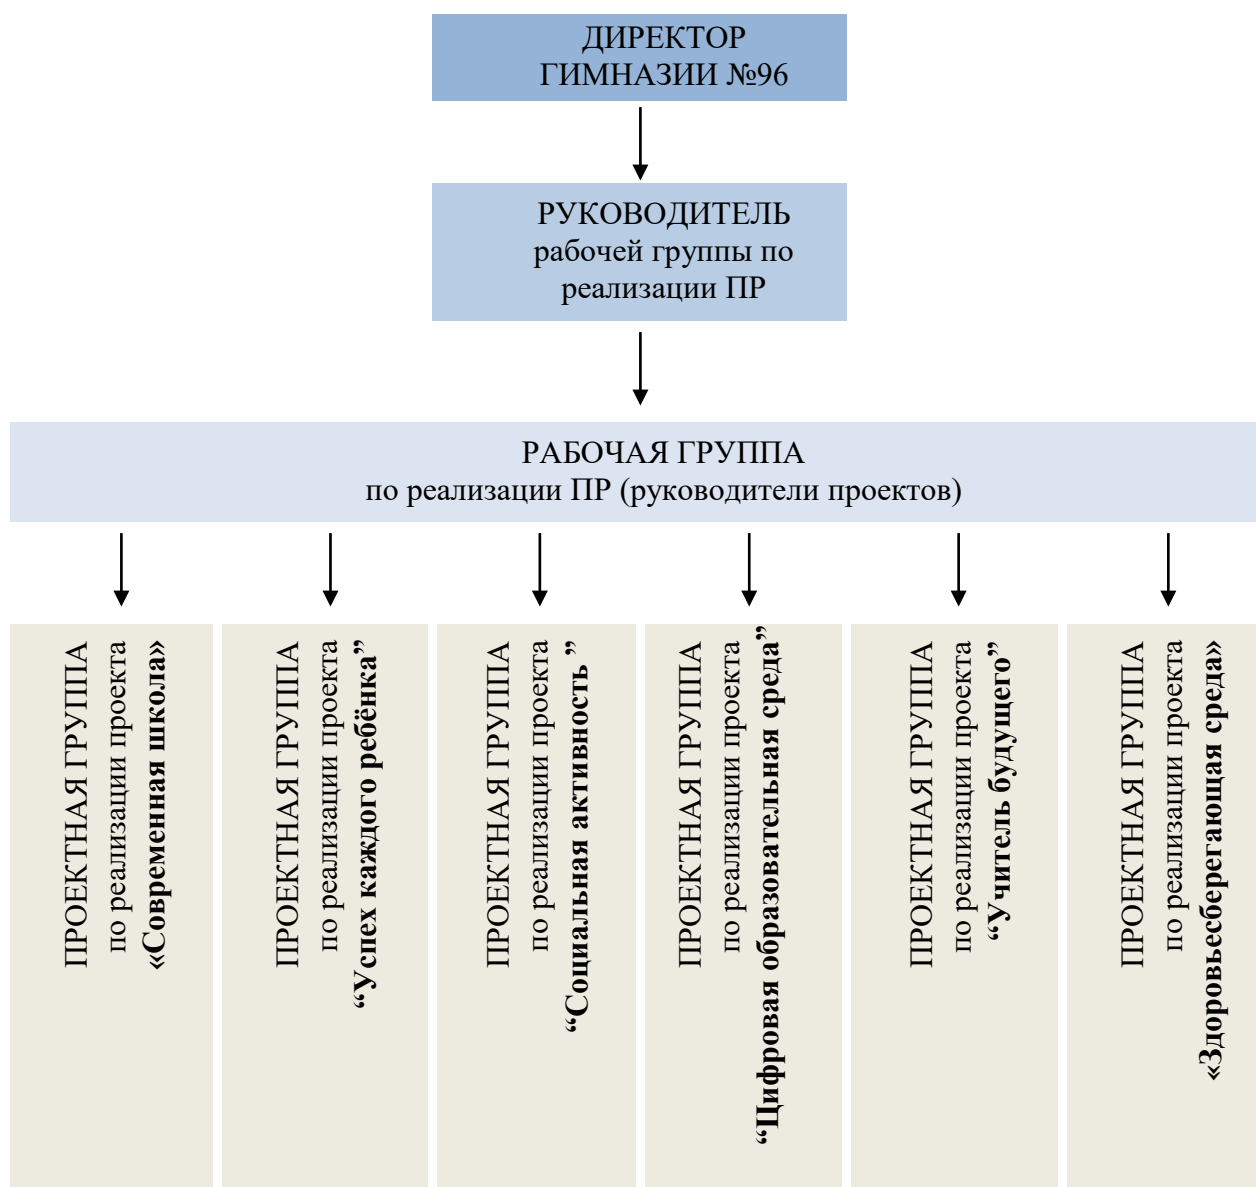 ДИРЕКТОР
ГИМНАЗИИ №96
РУКОВОДИТЕЛЬ
рабочей группы по
реализации ПР
РАБОЧАЯ ГРУППА
по реализации ПР (руководители проектов)
ПРОЕКТНАЯ ГРУППА
по реализации проекта
«Современная школа»
ПРОЕКТНАЯ ГРУППА
по реализации проекта
“Успех каждого ребёнка”
ПРОЕКТНАЯ ГРУППА
по реализации проекта
“Социальная активность ”
ПРОЕКТНАЯ ГРУППА
по реализации проекта
“Цифровая образовательная среда”
ПРОЕКТНАЯ ГРУППА
по реализации проекта
“Учитель будущего”
ПРОЕКТНАЯ ГРУППА
по реализации проекта
«Здоровьесберегающая среда»